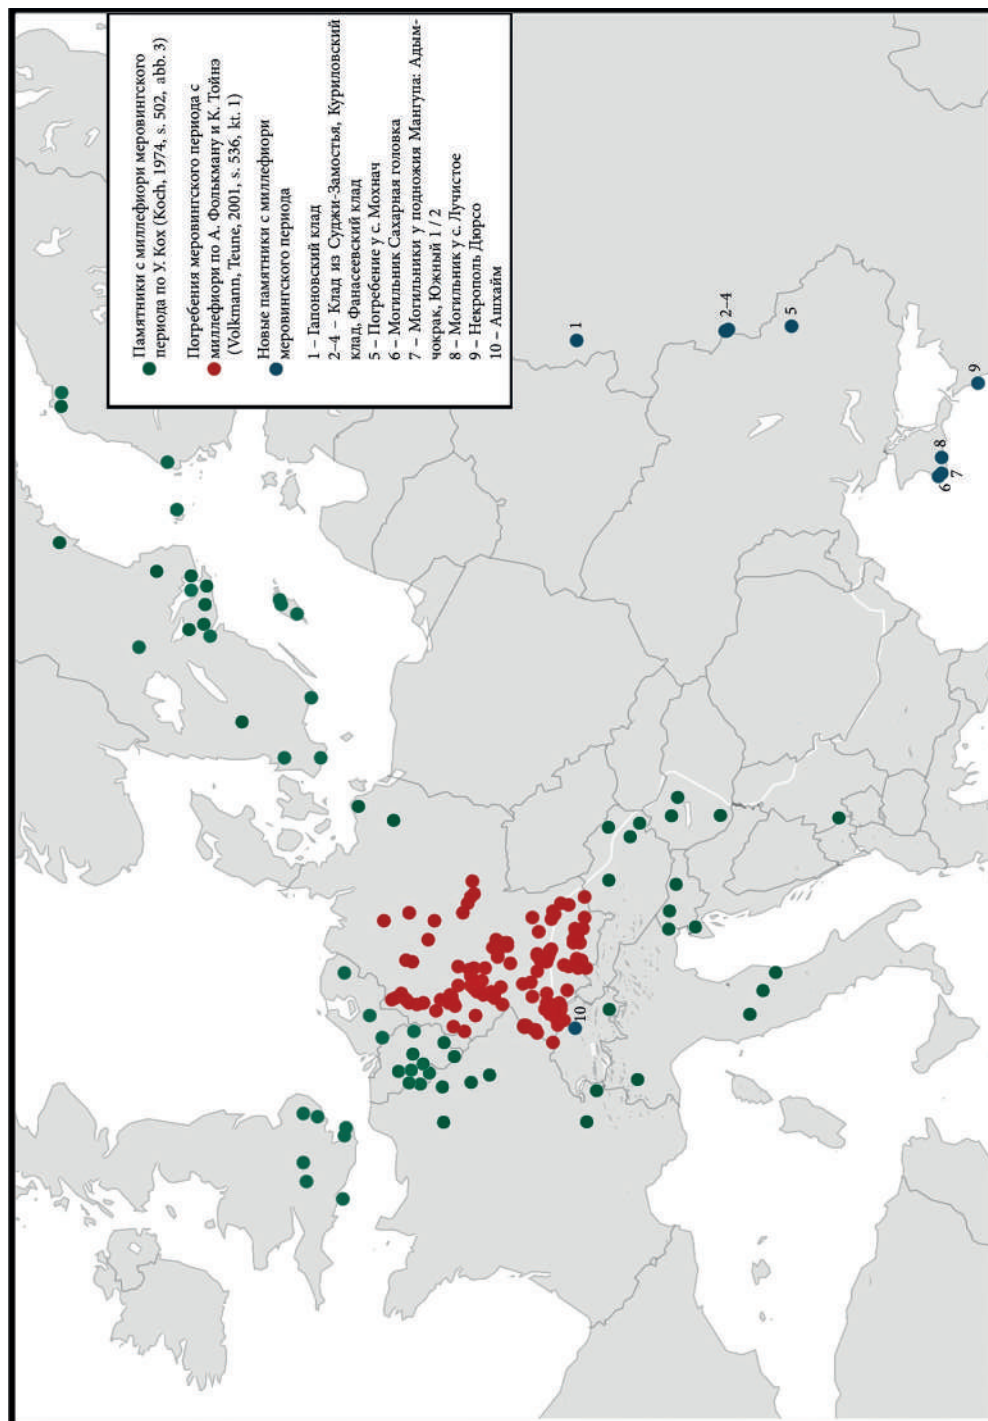 Памятники с миллефиори меровингского
периода по У. Кох (Koch, 1974, s. 502, abb. 3)
Погребения меровингского периода с
миллефиори по А. Фолькману и К. Тойнэ
(Volkmann, Teune, 2001, s. 536, kt. 1)
Новые памятники с миллефиори
меровингского периода
1 – Гапоновский клад
2–4 – Клад из Суджи-Замостья, Куриловский
клад, Фанасеевский клад
5 – Погребение у с. Мохнач
6 – Могильник Сахарная головка
7 – Могильники у подножия Мангупа: Адым-
чокрак, Южный 1 / 2
8 – Могильник у с. Лучистое
9 – Некрополь Дюрсо
10 – Ашхайм
1
2–4
5
9
8
7
6
10